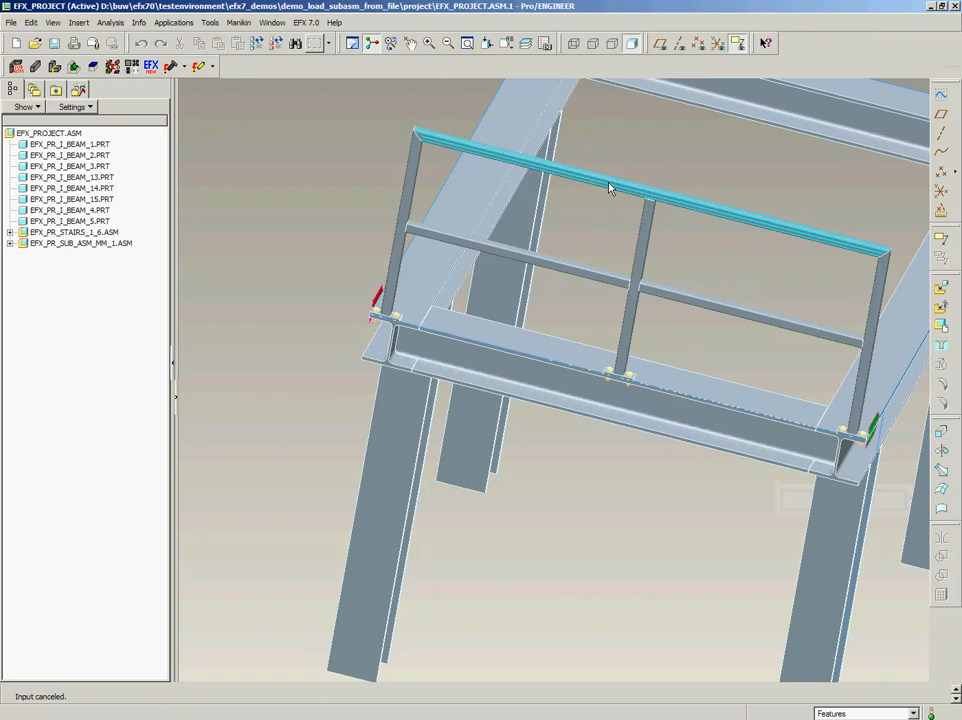 EFX_PROJECT (Active) D:\buw\efx70\testenvironment\efx7_demos\demo_load_subasm_from_file\project\EFX_PROJECT.ASM.1 - Pro/ENGINEER
File Edit View Insert Analysis Info Applications Tools Manikin Window EFX 7.0 Help
EFX NEW
Show Settings
EFX_PROJECT.ASM
EFX_PR_I_BEAM_1.PRT
EFX_PR_I_BEAM_2.PRT
EFX_PR_I_BEAM_3.PRT
EFX_PR_I_BEAM_13.PRT
EFX_PR_I_BEAM_14.PRT
EFX_PR_I_BEAM_15.PRT
EFX_PR_I_BEAM_4.PRT
EFX_PR_I_BEAM_5.PRT
EFX_PR_STAIRS_1_6.ASM
EFX_PR_SUB_ASM_MM_1.ASM
Input canceled.
Features